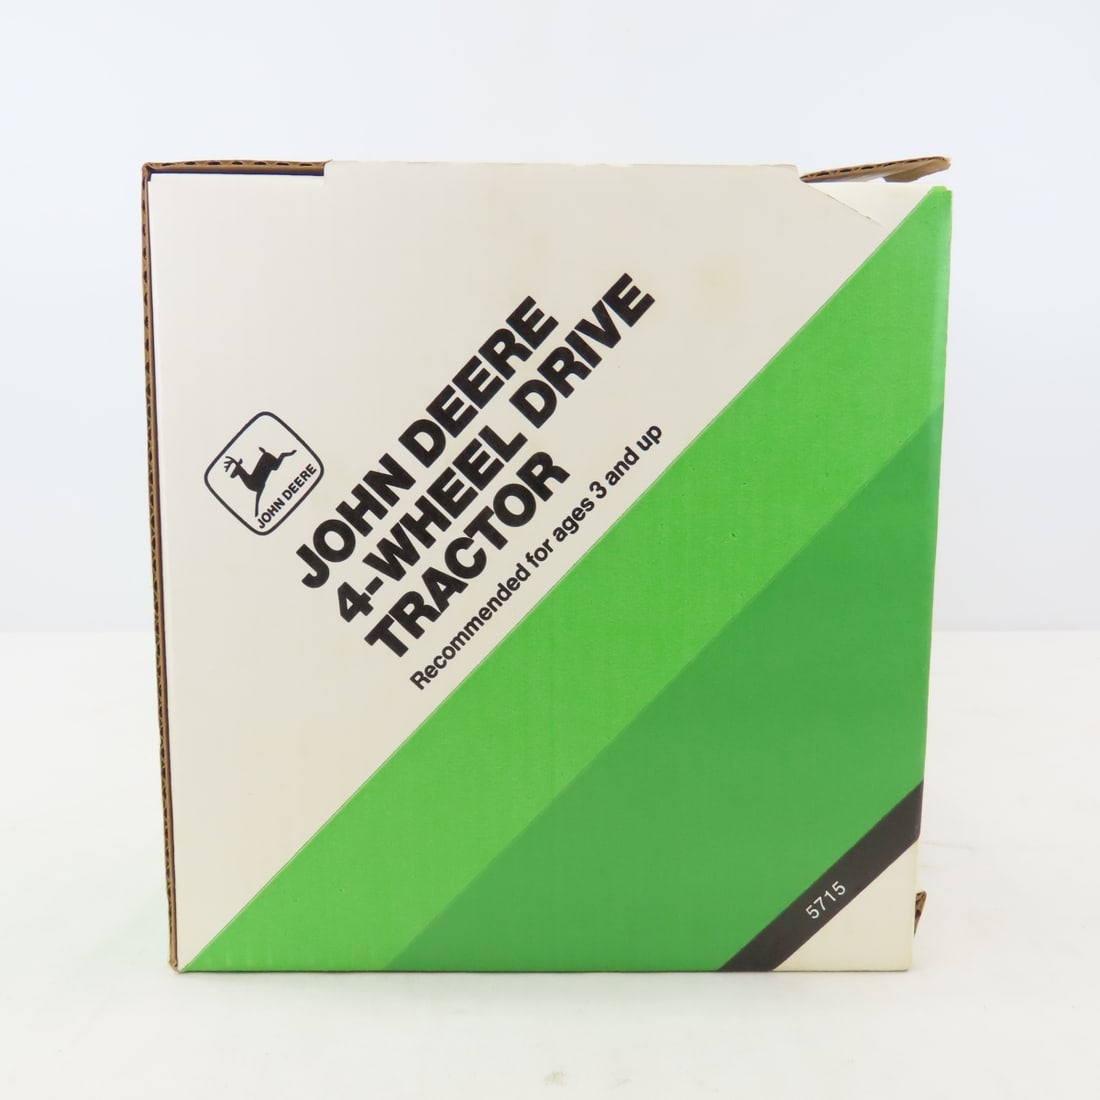 JOHN DEERE
JOHN DEERE
4-WHEEL DRIVE
TRACTOR
Recommended for ages 3 and up
5715